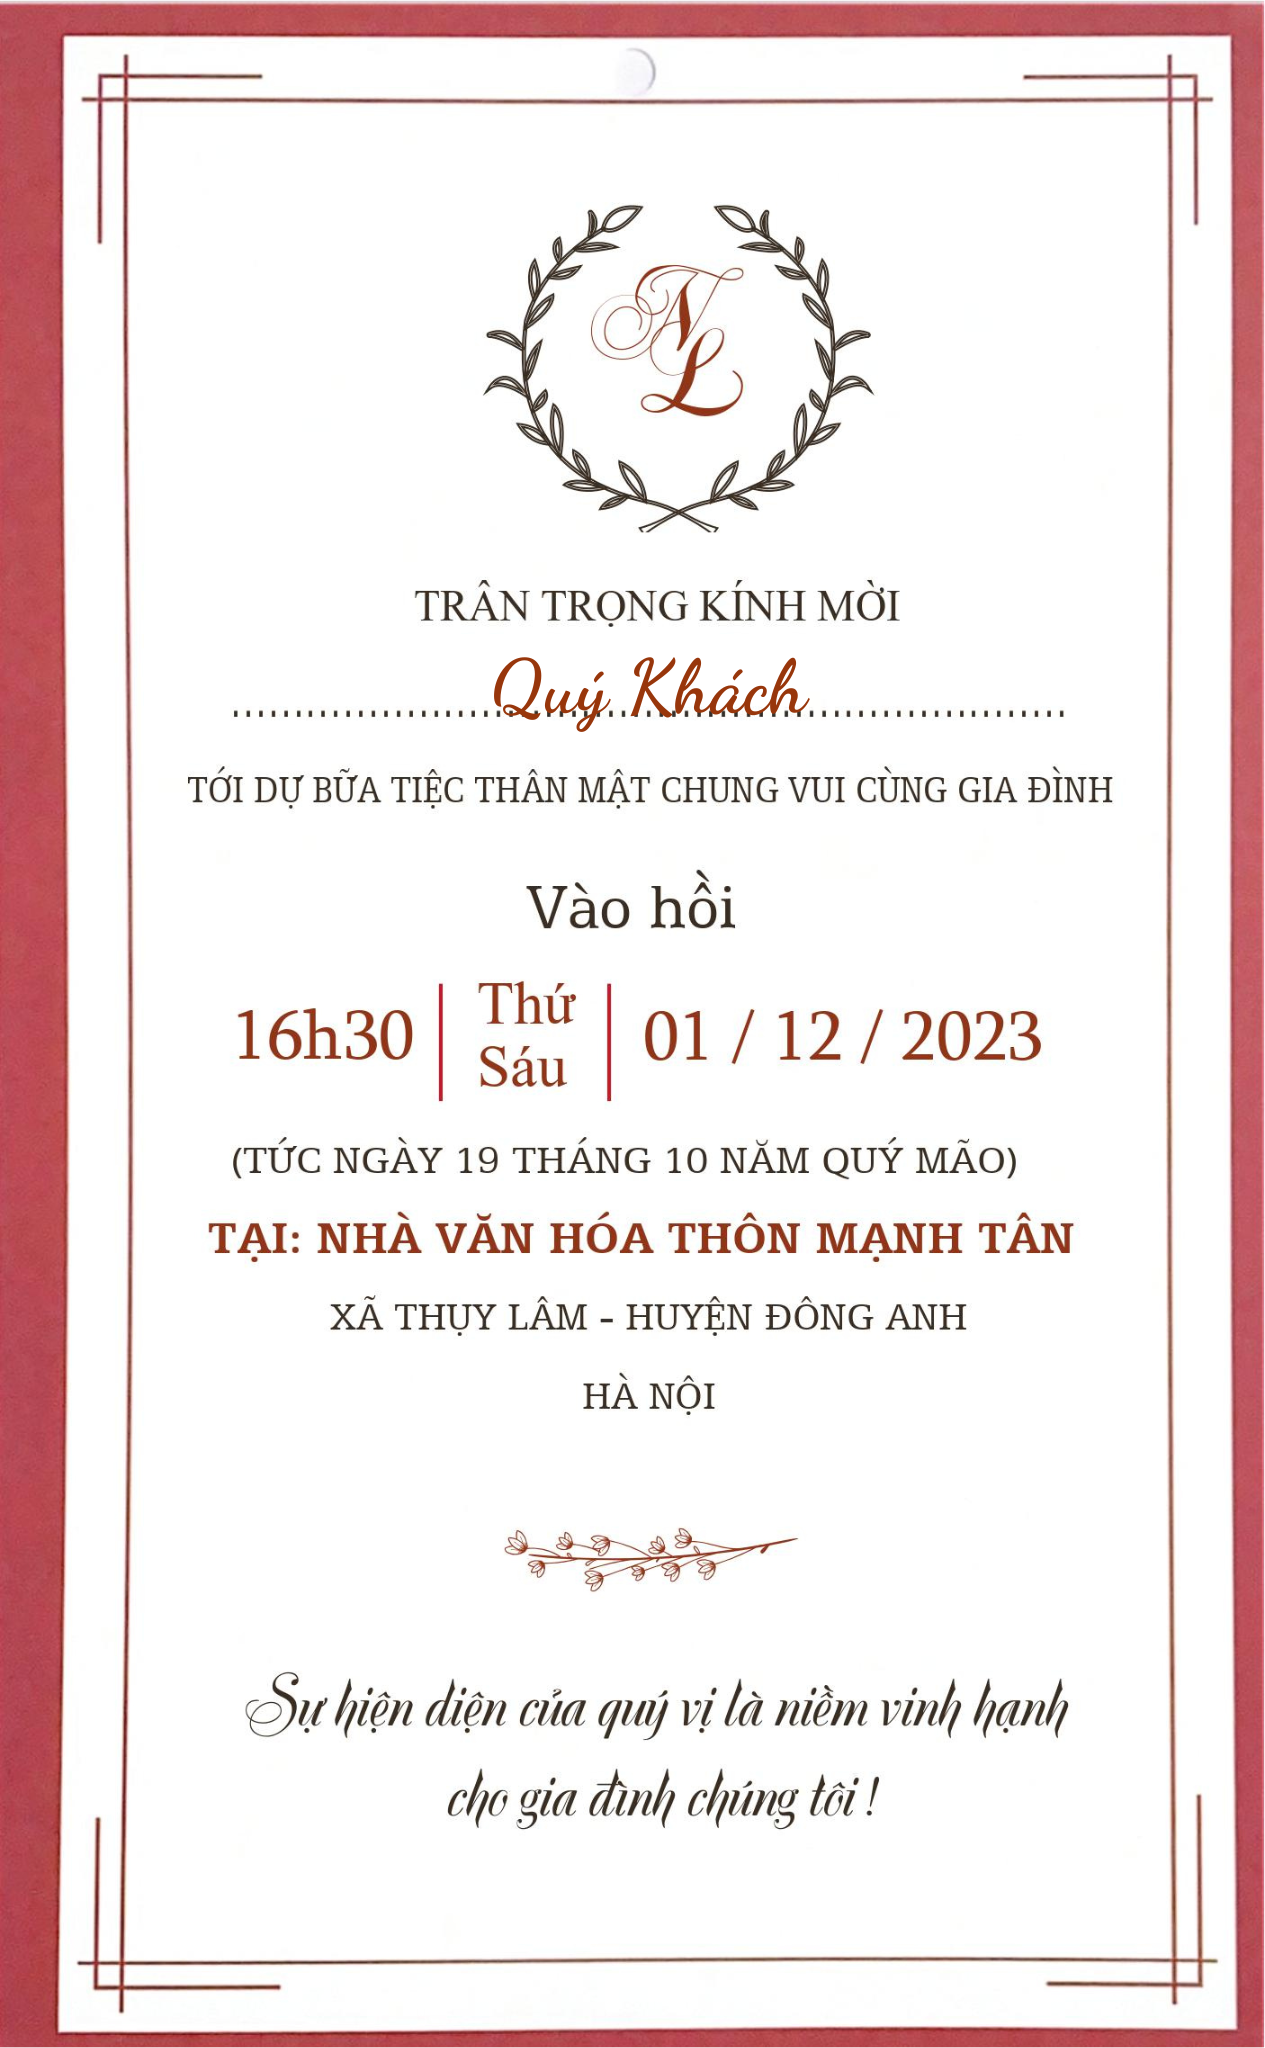 N
L
TRÂN TRỌNG KÍNH MỜI
Quý Khách
TỚI DỰ BỮA TIỆC THÂN MẬT CHUNG VUI CÙNG GIA ĐÌNH
Vào hồi
16h30 | Thứ Sáu | 01 / 12 / 2023
(TỨC NGÀY 19 THÁNG 10 NĂM QUÝ MÃO)
TẠI: NHÀ VĂN HÓA THÔN MẠNH TÂN
XÃ THỤY LÂM - HUYỆN ĐÔNG ANH
HÀ NỘI
Sự hiện diện của quý vị là niềm vinh hạnh
cho gia đình chúng tôi !